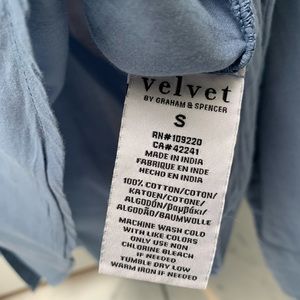 velvet
BY GRAHAM & SPENCER
S
RN#109220
CA#42241
MADE IN INDIA
FABRIQUE EN INDE
HECHO EN INDIA
100% COTTON/COTON/
KATOEN/COTONE/
ALGODÓN/βαμβάκι/
ALGODÃO/BAUMWOLLE
MACHINE WASH COLD
WITH LIKE COLORS
ONLY USE NON
CHLORINE BLEACH
IF NEEDED
TUMBLE DRY LOW
WARM IRON IF NEEDED